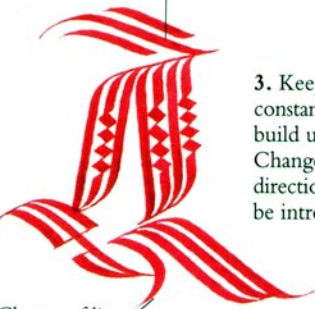 3. Kee
constan
build u
Change
directio
be intro